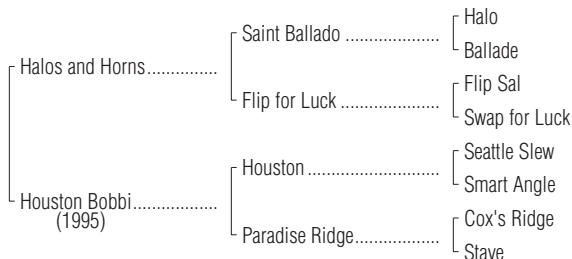 Halo
Saint Ballado ....................
Ballade
Halos and Horns...............
Flip Sal
Flip for Luck .....................
Swap for Luck
Seattle Slew
Houston ............................
Smart Angle
Houston Bobbi..................
(1995)
Cox's Ridge
Paradise Ridge..................
Stave